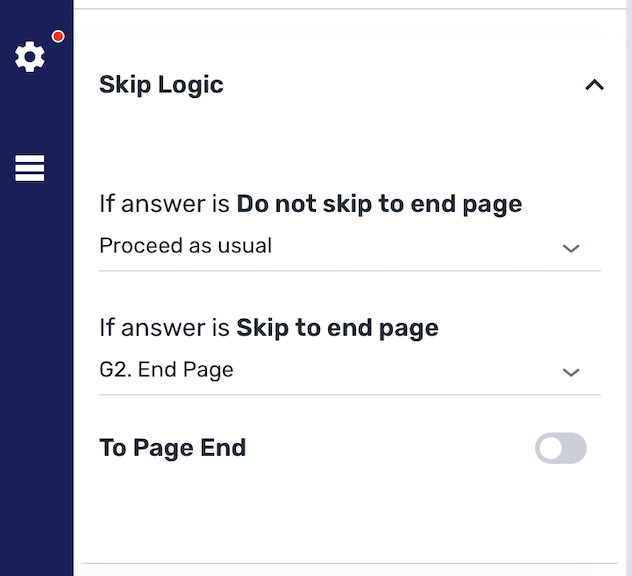 Skip Logic
If answer is Do not skip to end page
Proceed as usual
If answer is Skip to end page
G2. End Page
To Page End